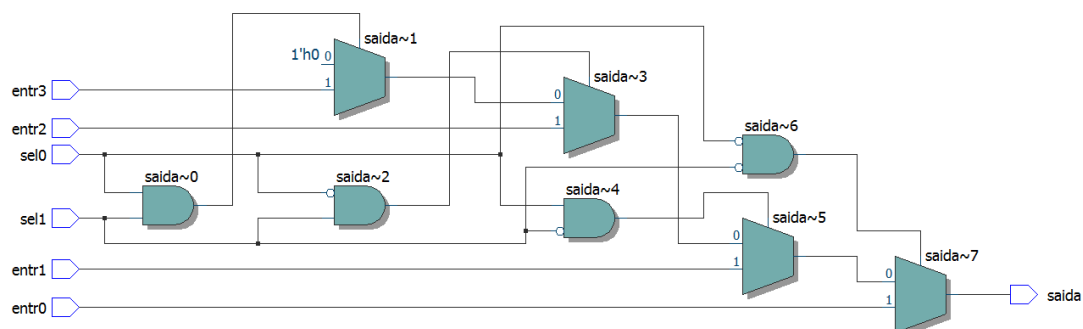 saida~1
1'h0
0
1
entr3
saida~3
0
1
entr2
saida~6
sel0
saida~0
saida~2
saida~4
sel1
saida~5
0
1
entr1
saida~7
0
1
entr0
saida